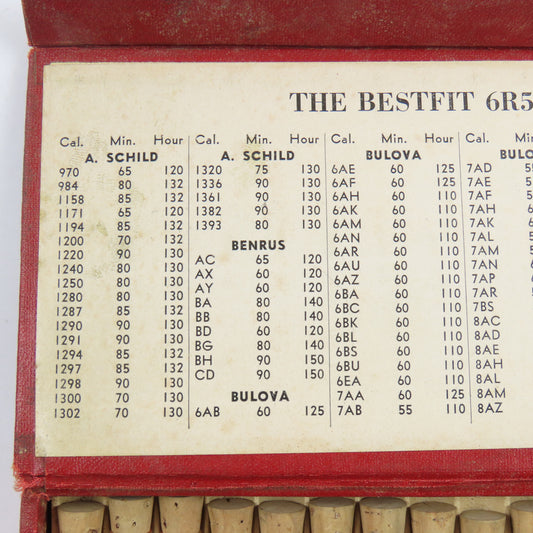 THE BESTFIT 6R5
Cal. Min. Hour
A. SCHILD
970 65 120
984 80 132
1158 85 132
1171 65 120
1194 85 132
1200 70 132
1220 90 130
1240 80 130
1250 80 130
1280 80 130
1287 85 132
1290 90 130
1291 90 130
1294 85 132
1297 85 132
1298 90 130
1300 70 130
1302 70 130
Cal. Min. Hour
A. SCHILD
1320 75 130
1336 90 130
1361 90 130
1382 90 130
1393 80 130
BENRUS
AC 65 120
AX 60 120
AY 60 120
BA 80 140
BB 80 140
BD 60 120
BG 80 140
BH 90 150
CD 90 150
BULOVA
6AB 60 125
Cal. Min. Hour
BULOVA
6AE 60 125
6AF 60 125
6AH 60 110
6AK 60 110
6AM 60 110
6AN 60 110
6AR 60 110
6AU 60 110
6AZ 60 110
6BA 60 110
6BC 60 110
6BK 60 110
6BL 60 110
6BS 60 110
6BU 60 110
6EA 60 110
7AA 60 110
7AB 55 110
Cal. Min
BULO
7AD
7AE
7AF
7AH
7AK
7AL
7AM
7AN
7AP
7AR
7BS
8AC
8AD
8AE
8AH
8AL
8AM
8AZ